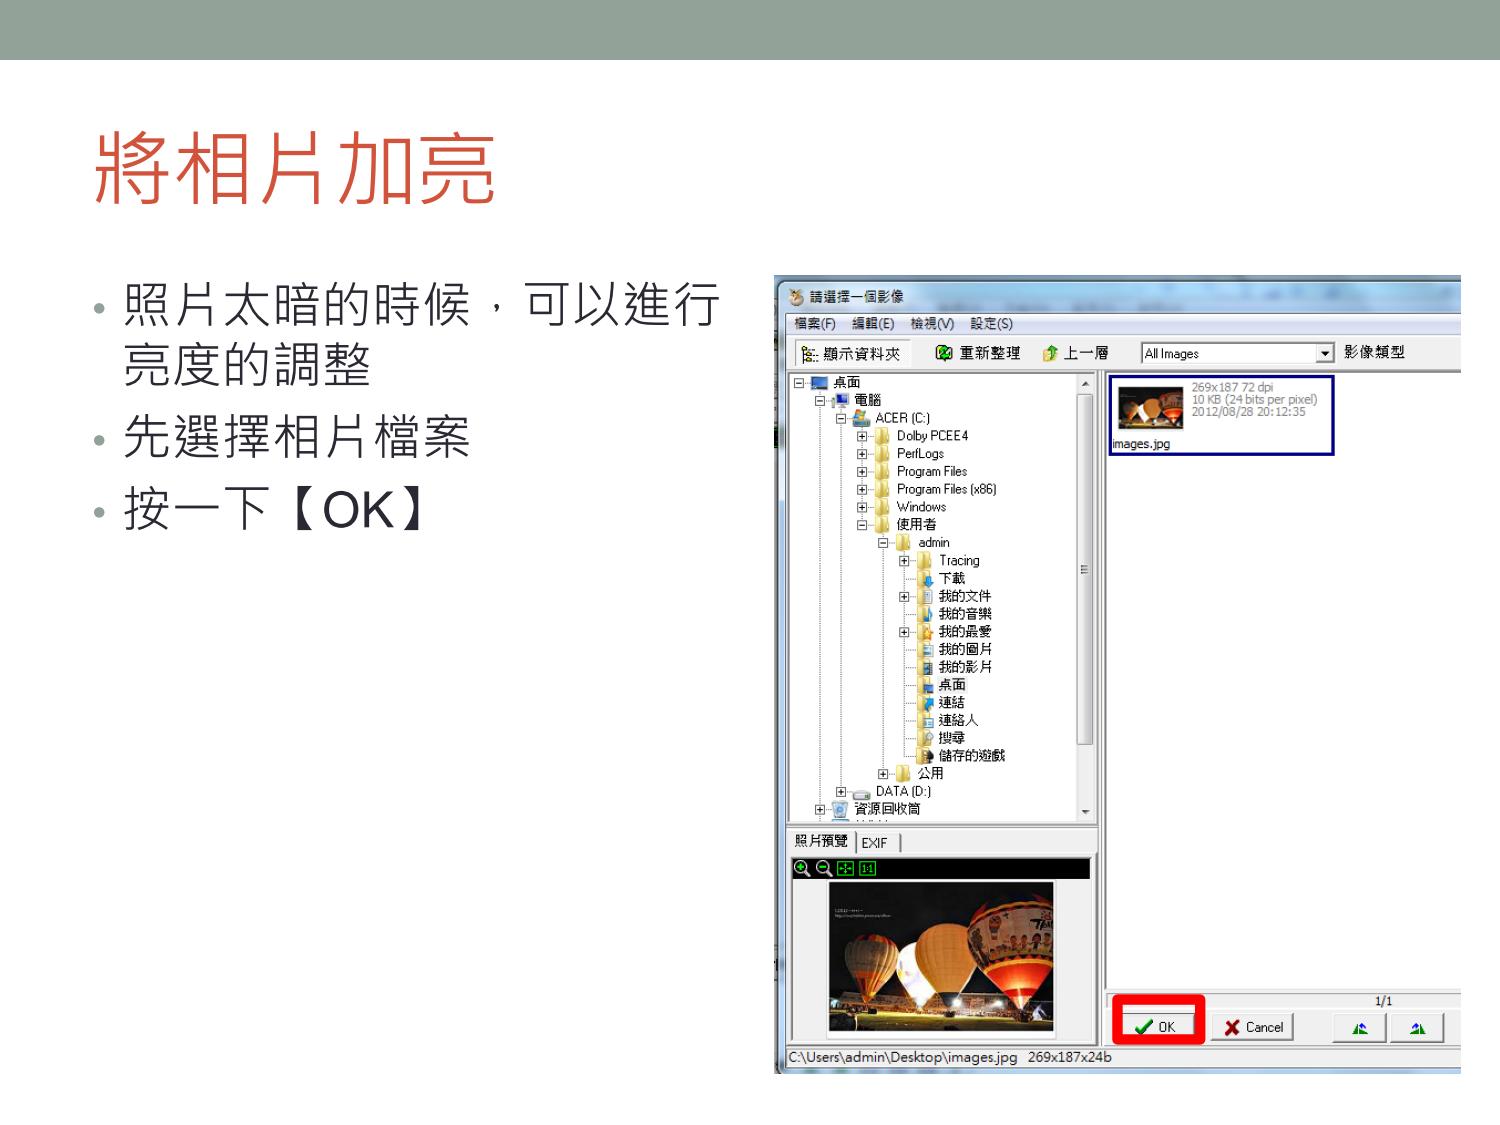 將相片加亮
• 照片太暗的時候，可以進行
亮度的調整
• 先選擇相片檔案
• 按一下【OK】
請選擇一個影像
檔案(F) 編輯(E) 檢視(V) 設定(S)
顯示資料夾 重新整理 上一層 All Images 影像類型
桌面
電腦
ACER (C:)
Dolby PCEE4
PerfLogs
Program Files
Program Files (x86)
Windows
使用者
admin
Tracing
下載
我的文件
我的音樂
我的最愛
我的圖片
我的影片
桌面
連結
連絡人
搜尋
儲存的遊戲
公用
DATA (D:)
資源回收筒
269x187 72 dpi
10 KB (24 bits per pixel)
2012/08/28 20:12:35
images.jpg
照片預覽 EXIF
1:1
1/1
OK Cancel
C:\Users\admin\Desktop\images.jpg 269x187x24b